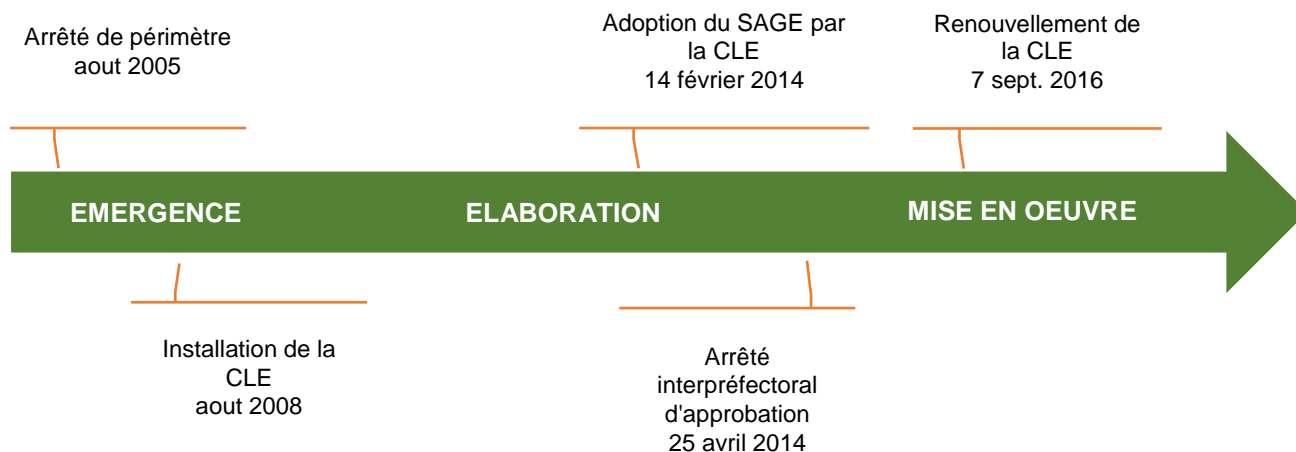 Arrêté de périmètre
aout 2005
Adoption du SAGE par
la CLE
14 février 2014
Renouvellement de
la CLE
7 sept. 2016
EMERGENCE
ELABORATION
MISE EN OEUVRE
Installation de la
CLE
aout 2008
Arrêté
interpréfectoral
d'approbation
25 avril 2014